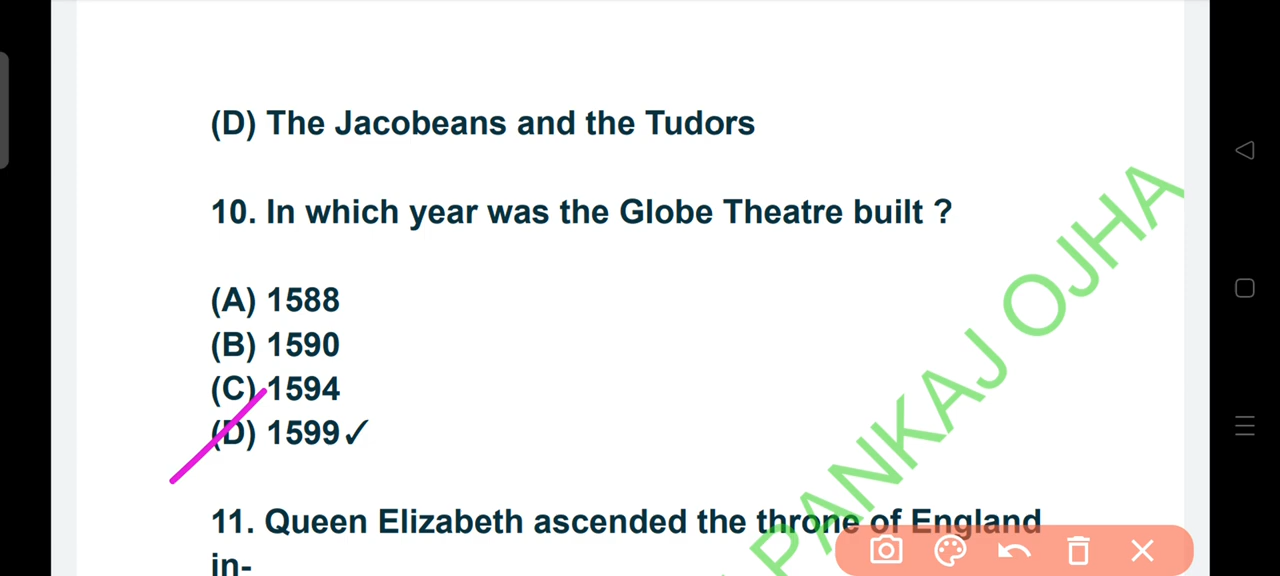 (D) The Jacobeans and the Tudors
10. In which year was the Globe Theatre built ?
(A) 1588
(B) 1590
(C) 1594
(D) 1599✓
11. Queen Elizabeth ascended the throne of England
in-
PANKAJ OJHA